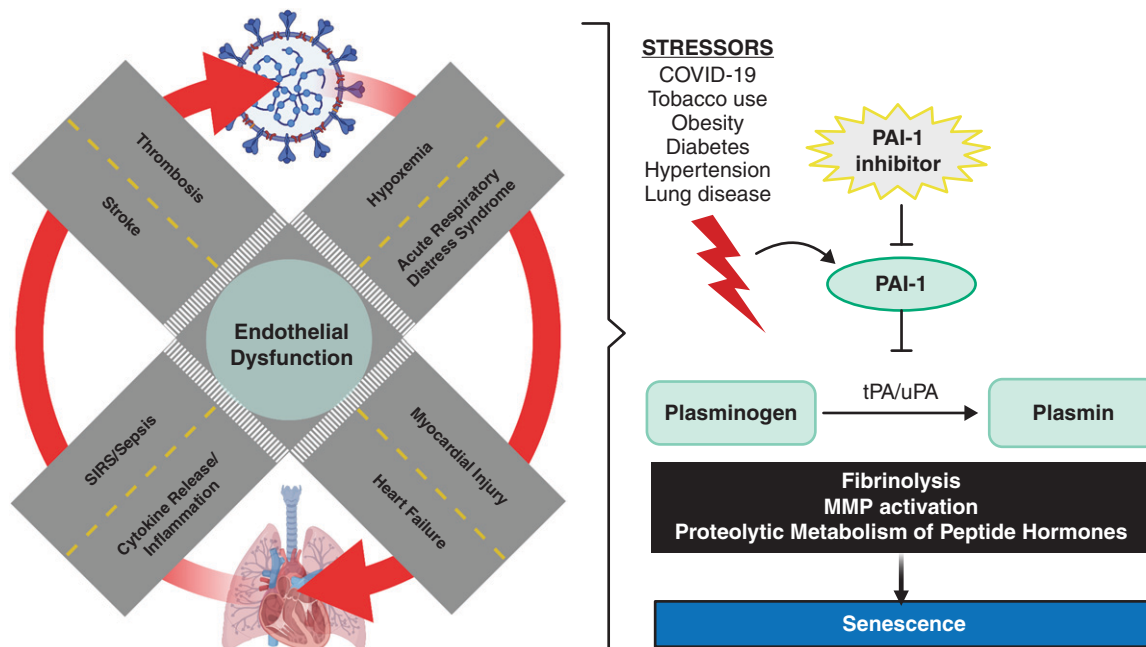 Thrombosis
Stroke
Hypoxemia
Acute Respiratory
Distress Syndrome
Endothelial
Dysfunction
SIRS/Sepsis
Cytokine Release/
Inflammation
Myocardial Injury
Heart Failure
STRESSORS
COVID-19
Tobacco use
Obesity
Diabetes
Hypertension
Lung disease
PAI-1
inhibitor
PAI-1
Plasminogen
tPA/uPA
Plasmin
Fibrinolysis
MMP activation
Proteolytic Metabolism of Peptide Hormones
Senescence